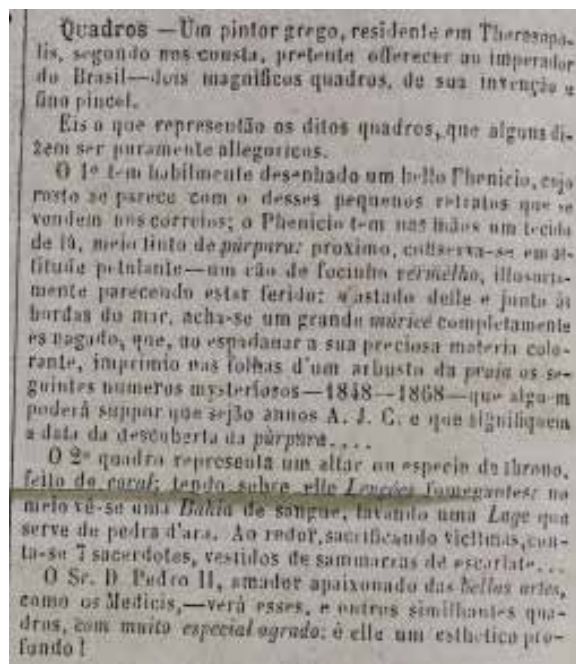 Quadros — Um pintor grego, residente em Theresopo-
lis, segundo nos consta, pretente offerecer ao imperador
do Brasil—dois magnificos quadros, de sua invenção e
fino pincel.
Eis o que representão os ditos quadros, que alguns di-
zem ser puramente allegoricos.
O 1º tem habilmente desenhado um bello Phenicio, cujo
rosto se parece com o desses pequenos retratos que se
vendem nos correios; o Phenicio tem nas mãos um tecido
de lã, meio tinto de púrpura: proximo, conserva-se em at-
titude petulante—um cão de focinho vermelho, illusoria-
mente parecendo estar ferido: afastado delle e junto ás
bordas do mar, acha-se um grande múrice completamente
esmagado, que, ao espadanar a sua preciosa materia colo-
rante, imprimio nas folhas d'um arbusto da praia os se-
guintes numeros mysteriosos—1848—1868—que alguem
poderá suppor que sejão annos A. J. C. e que signifiquem
a data da descoberta da púrpura....
O 2º quadro representa um altar ou especie de throno,
feito de coral; tendo sobre elle Lenções fumegantes: no
meio vê-se uma Bahia de sangue, lavando uma Lage que
serve de pedra d'ara. Ao redor, sacrificando victimas, con-
ta-se 7 sacerdotes, vestidos de sammarras de escarlate...
O Sr. D. Pedro II, amador apaixonado das bellas artes,
como os Medicis,—verá esses, e outros similhantes qua-
dros, com muito especial agrado: é elle um esthetico pro-
fundo!